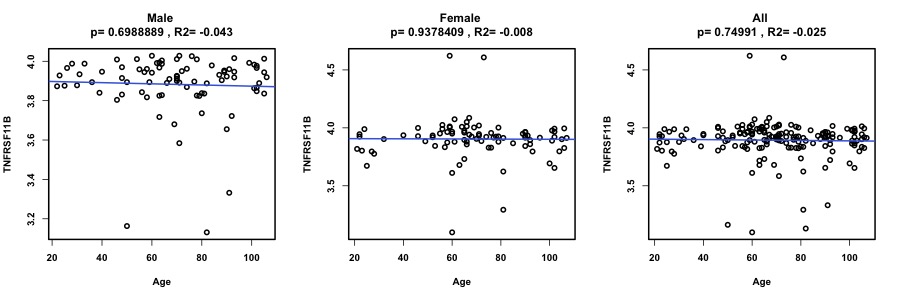 Male
p= 0.6988889 , R2= -0.043
TNFRSF11B
4.0
3.8
3.6
3.4
3.2
20 40 60 80 100
Age
Female
p= 0.9378409 , R2= -0.008
TNFRSF11B
4.5
4.0
3.5
20 40 60 80 100
Age
All
p= 0.74991 , R2= -0.025
TNFRSF11B
4.5
4.0
3.5
20 40 60 80 100
Age